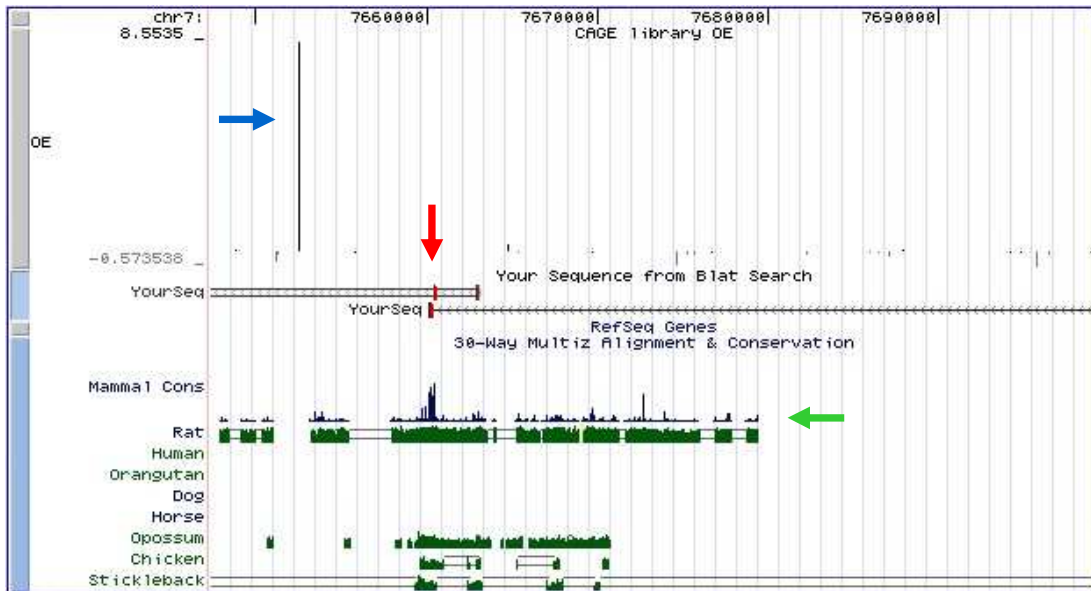 chr7: 7660000| 7670000| 7680000| 7690000|
8.5535 _ CAGE library OE
OE
-0.573538 _
Your Sequence from Blat Search
YourSeq
YourSeq
RefSeq Genes
30-Way Multiz Alignment & Conservation
Mammal Cons
Rat
Human
Orangutan
Dog
Horse
Opossum
Chicken
Stickleback